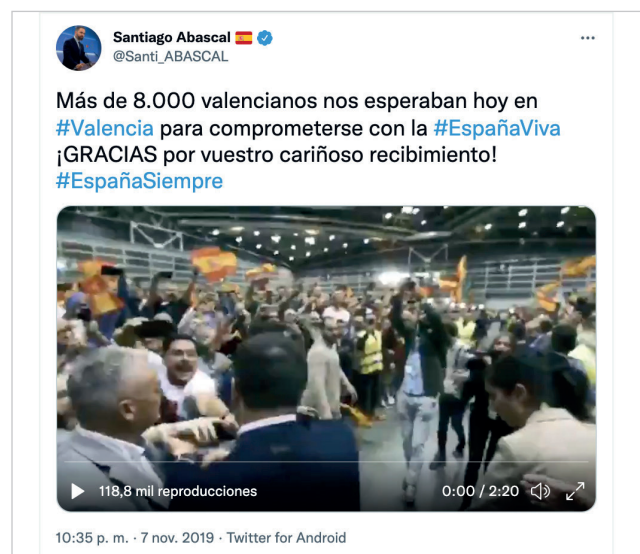 Santiago Abascal 🇪🇸
@Santi_ABASCAL
Más de 8.000 valencianos nos esperaban hoy en
#Valencia para comprometerse con la #EspañaViva
¡GRACIAS por vuestro cariñoso recibimiento!
#EspañaSiempre
118,8 mil reproducciones
0:00 / 2:20
10:35 p. m. · 7 nov. 2019 · Twitter for Android